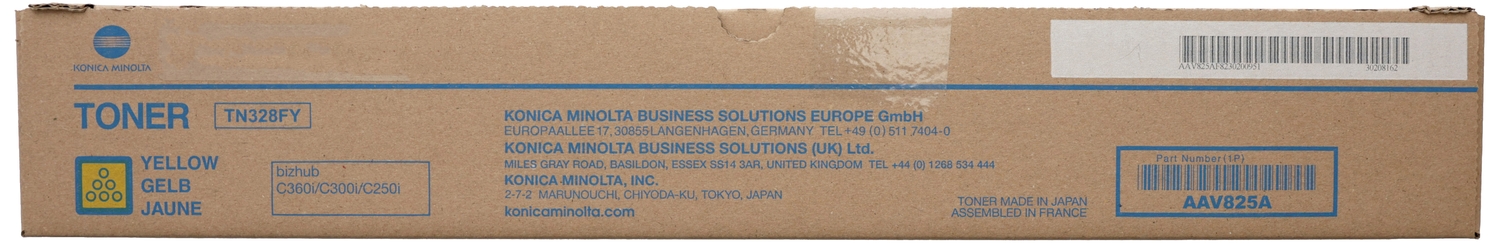 KONICA MINOLTA
TONER
TN328FY
YELLOW
GELB
JAUNE
bizhub
C360i/C300i/C250i
KONICA MINOLTA BUSINESS SOLUTIONS EUROPE GmbH
EUROPAALLEE 17, 30855 LANGENHAGEN, GERMANY TEL +49 (0) 511 7404-0
KONICA MINOLTA BUSINESS SOLUTIONS (UK) Ltd.
MILES GRAY ROAD, BASILDON, ESSEX SS14 3AR, UNITED KINGDOM TEL +44 (0) 1268 534 444
KONICA MINOLTA, INC.
2-7-2 MARUNOUCHI, CHIYODA-KU, TOKYO, JAPAN
konicaminolta.com
TONER MADE IN JAPAN
ASSEMBLED IN FRANCE
AAV825AF8230200951
30208162
Part Number (1P)
AAV825A